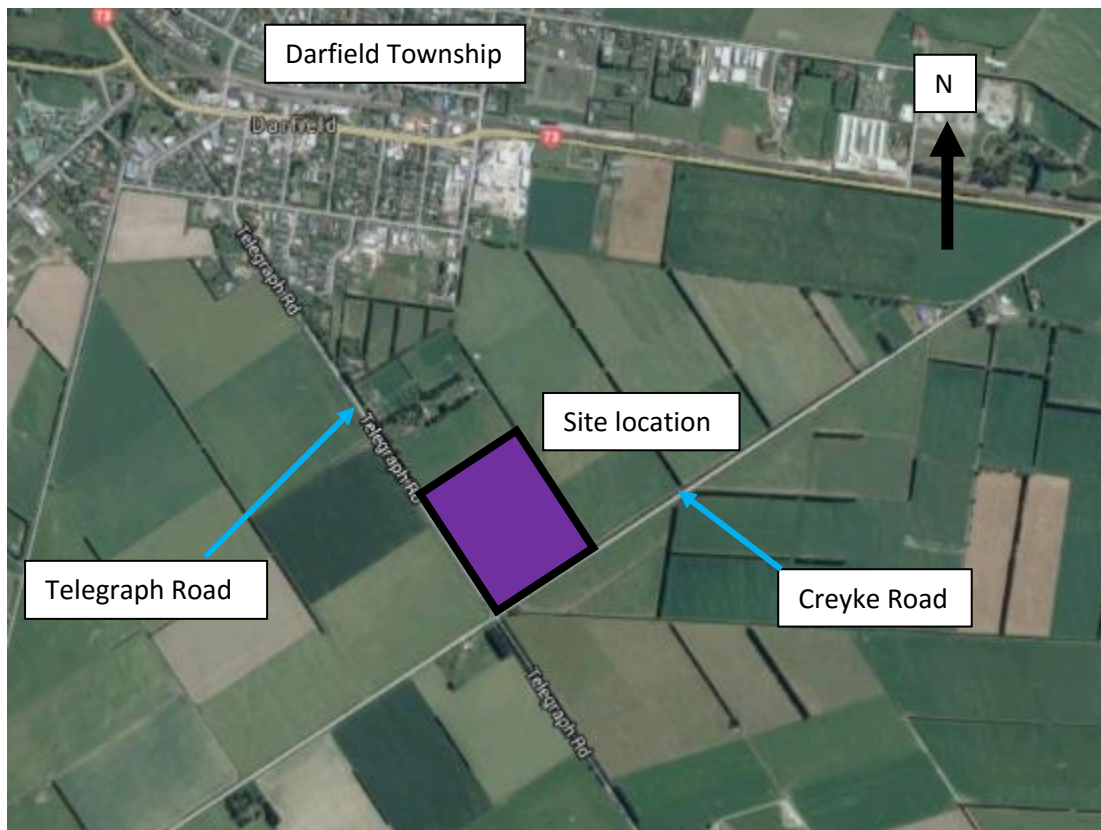 73
Darfield Township
N
Darfield
73
Telegraph Rd
Site location
Telegraph Rd
Telegraph Road
Creyke Road
Telegraph Rd